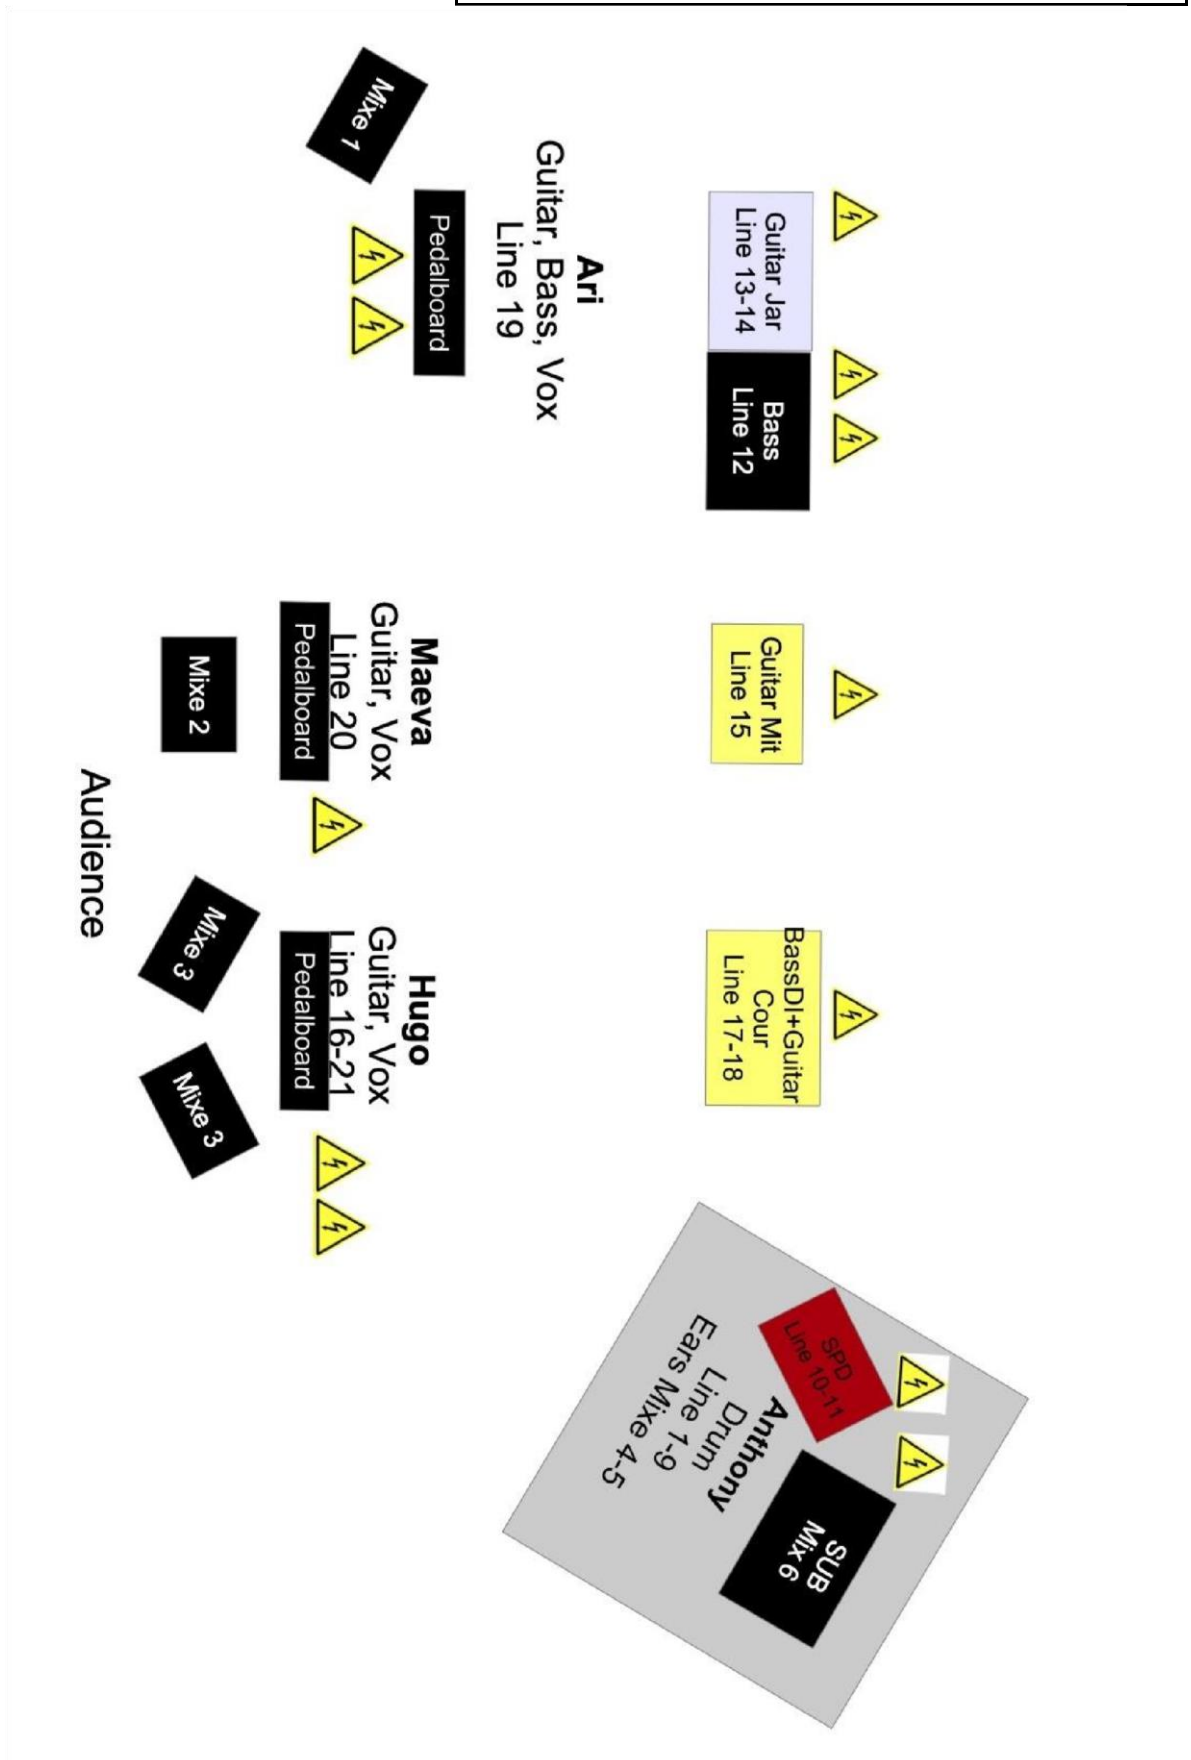 Guitar Jar
Line 13-14
Bass
Line 12
Guitar Mit
Line 15
BassDI+Guitar
Cour
Line 17-18
SPD
Line 10-11
SUB
Mix 6
Anthony
Drum
Line 1-9
Ears Mixe 4-5
Ari
Guitar, Bass, Vox
Line 19
Pedalboard
Mixe 1
Maeva
Guitar, Vox
Line 20
Pedalboard
Mixe 2
Hugo
Guitar, Vox
Line 16-21
Pedalboard
Mixe 3
Mixe 3
Audience